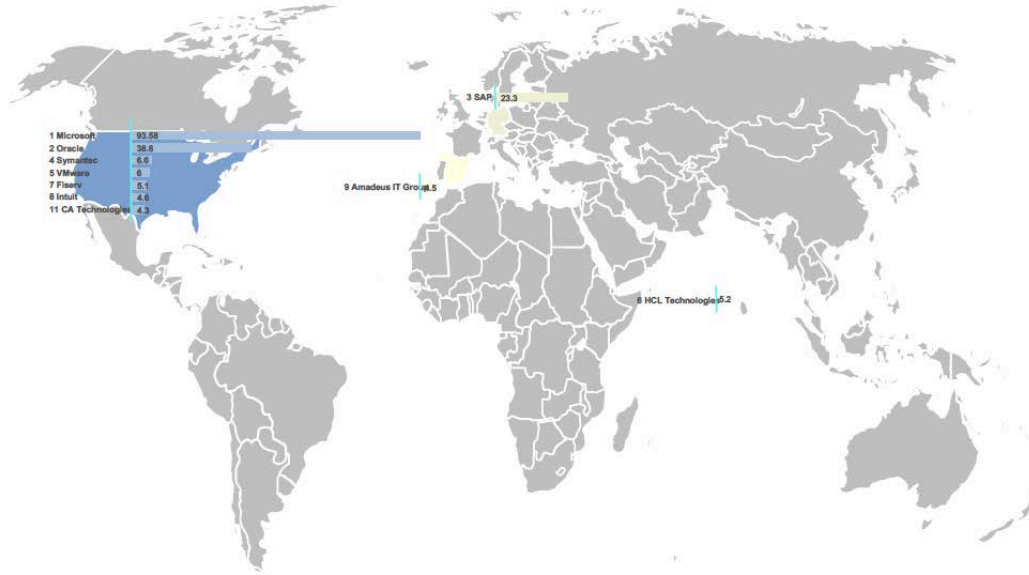 3 SAP 23.3
1 Microsoft 93.58
2 Oracle 38.6
4 Symantec 6.6
5 VMware 6
9 Amadeus IT Group 4.5
7 Fiserv 5.1
8 Intuit 4.6
11 CA Technologies 4.3
6 HCL Technologies 5.2